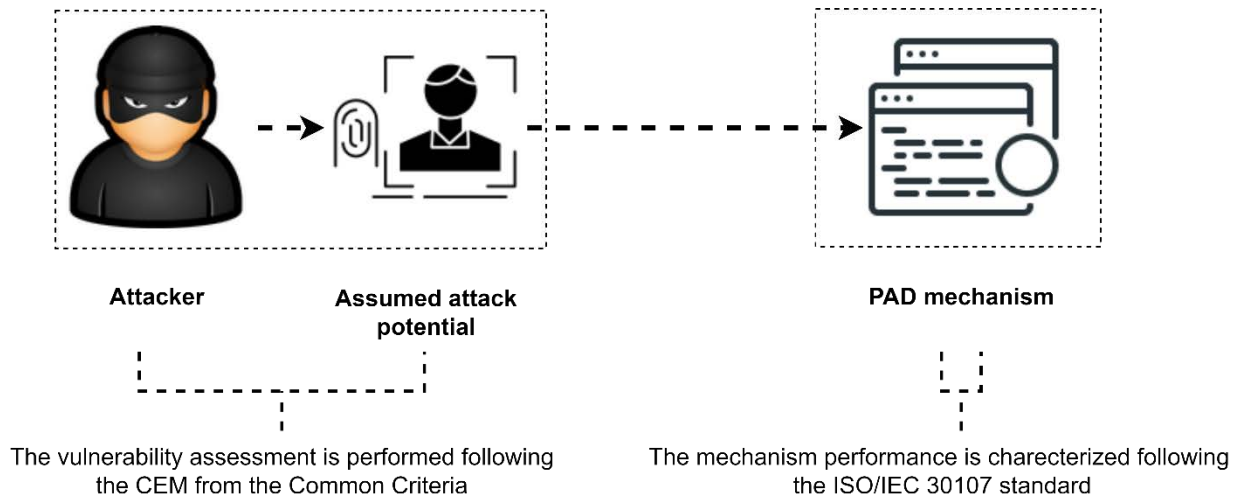 Attacker
Assumed attack
potential
PAD mechanism
The vulnerability assessment is performed following
the CEM from the Common Criteria
The mechanism performance is charecterized following
the ISO/IEC 30107 standard